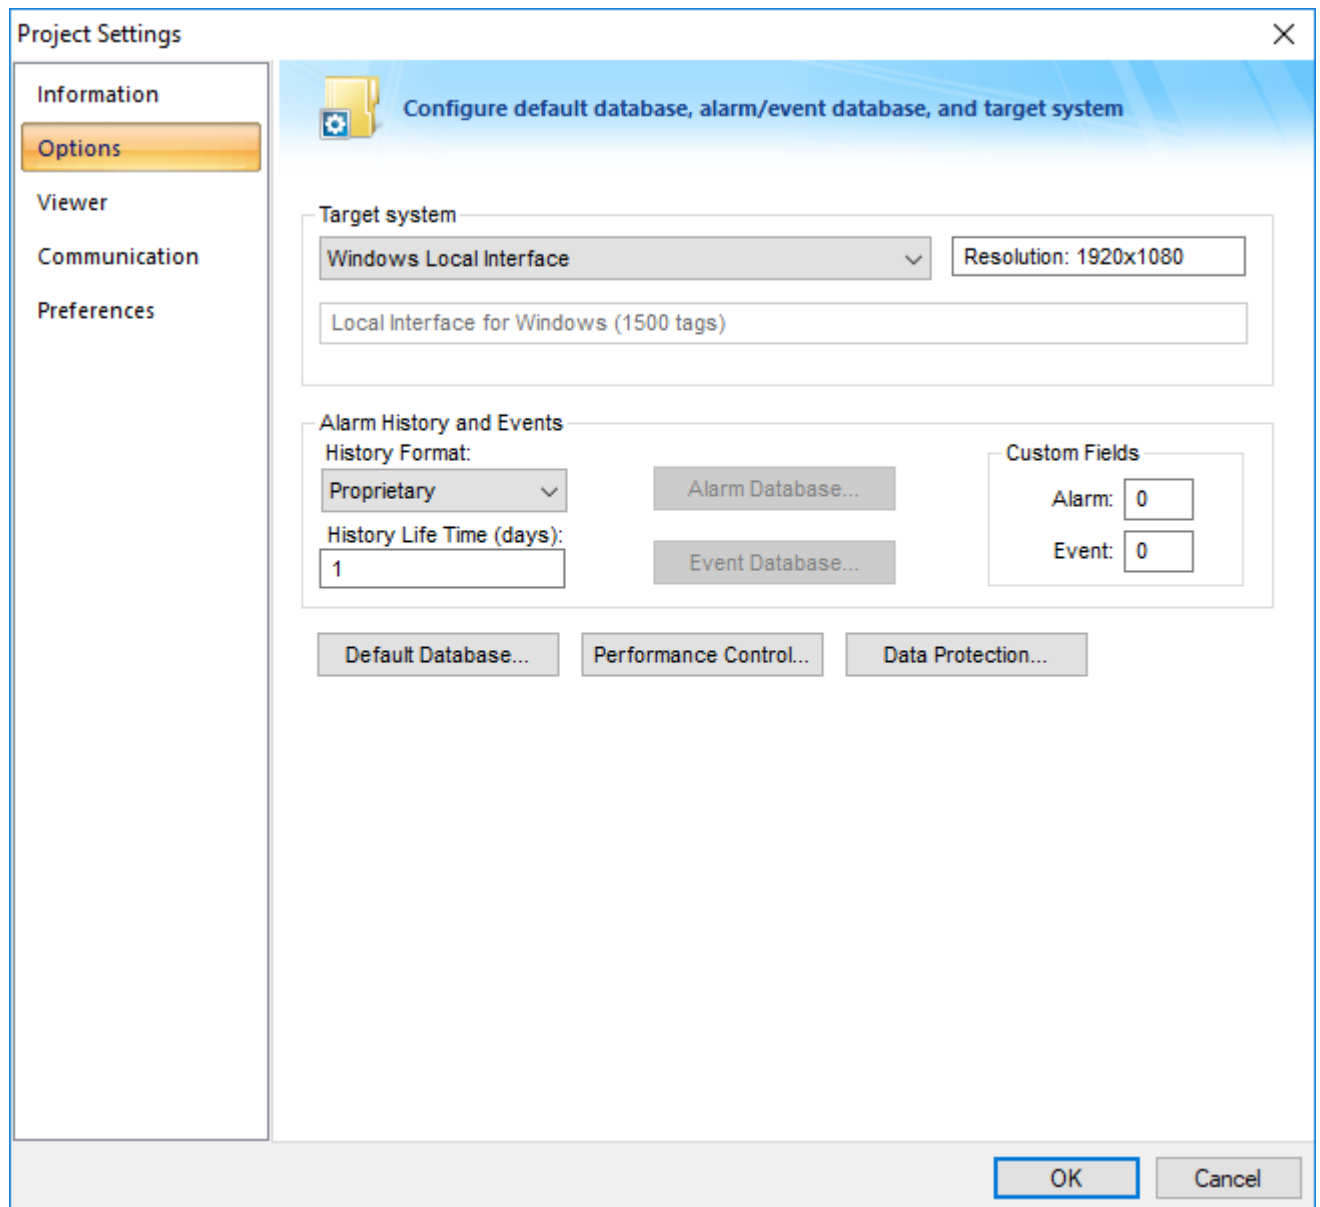 Project Settings
Information
Options
Viewer
Communication
Preferences
Configure default database, alarm/event database, and target system
Target system
Windows Local Interface
Resolution: 1920x1080
Local Interface for Windows (1500 tags)
Alarm History and Events
History Format:
Proprietary
Alarm Database...
History Life Time (days):
1
Event Database...
Custom Fields
Alarm: 0
Event: 0
Default Database...
Performance Control...
Data Protection...
OK
Cancel